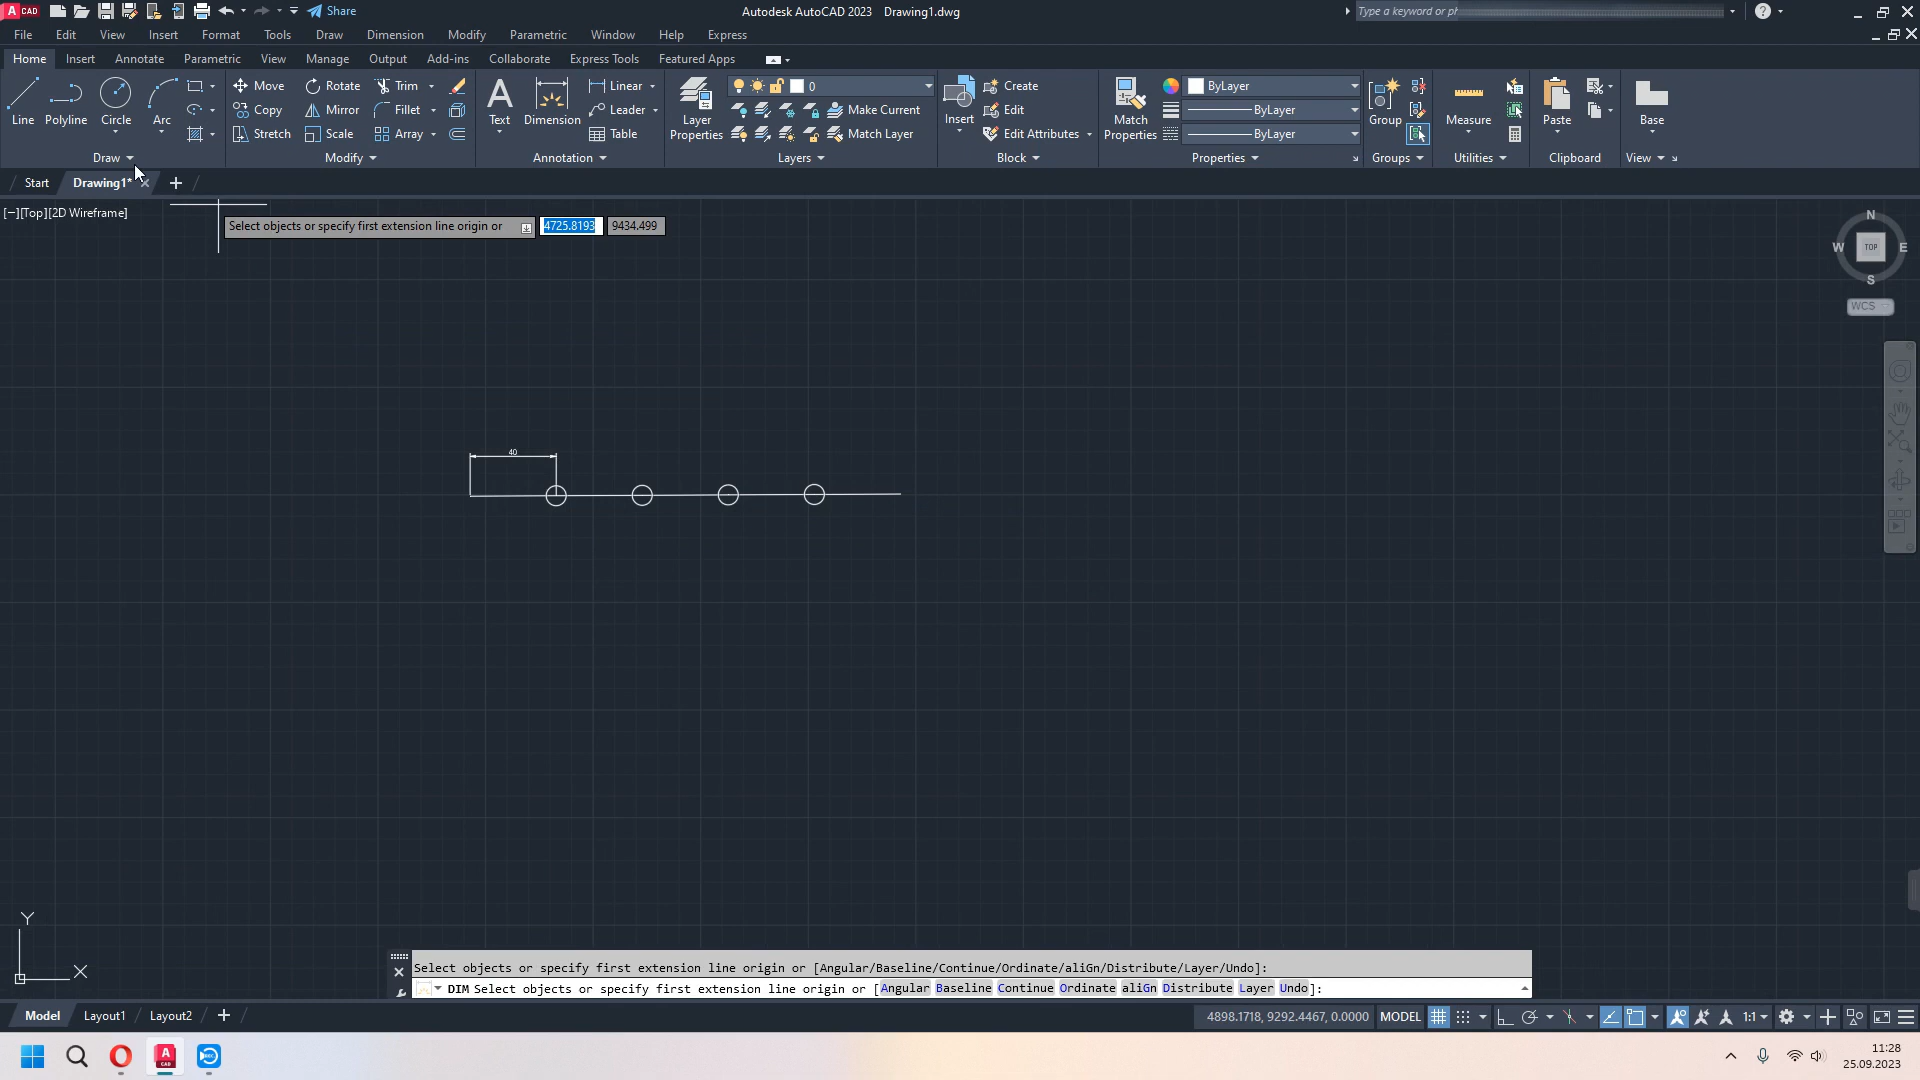 CAD Share Autodesk AutoCAD 2023 Drawing1.dwg Type a keyword or ph
File Edit View Insert Format Tools Draw Dimension Modify Parametric Window Help Express
Home Insert Annotate Parametric View Manage Output Add-ins Collaborate Express Tools Featured Apps
Move Rotate Trim Linear 0 Create ByLayer
Line Polyline Circle Arc Copy Mirror Fillet Text Dimension Leader Layer Properties Make Current Insert Edit Match Properties ByLayer Group Measure Paste Base
Stretch Scale Array Table Match Layer Edit Attributes ByLayer
Draw Modify Annotation Layers Block Properties Groups Utilities Clipboard View
Start Drawing1*
[−][Top][2D Wireframe]
Select objects or specify first extension line origin or 4725.8193 9434.499
N
W TOP E
S
WCS
40
Y
X
Select objects or specify first extension line origin or [Angular/Baseline/Continue/Ordinate/aliGn/Distribute/Layer/Undo]:
DIM Select objects or specify first extension line origin or [Angular Baseline Continue Ordinate aliGn Distribute Layer Undo]:
Model Layout1 Layout2 4898.1718, 9292.4467, 0.0000 MODEL 1:1
A CAD
11:28
25.09.2023